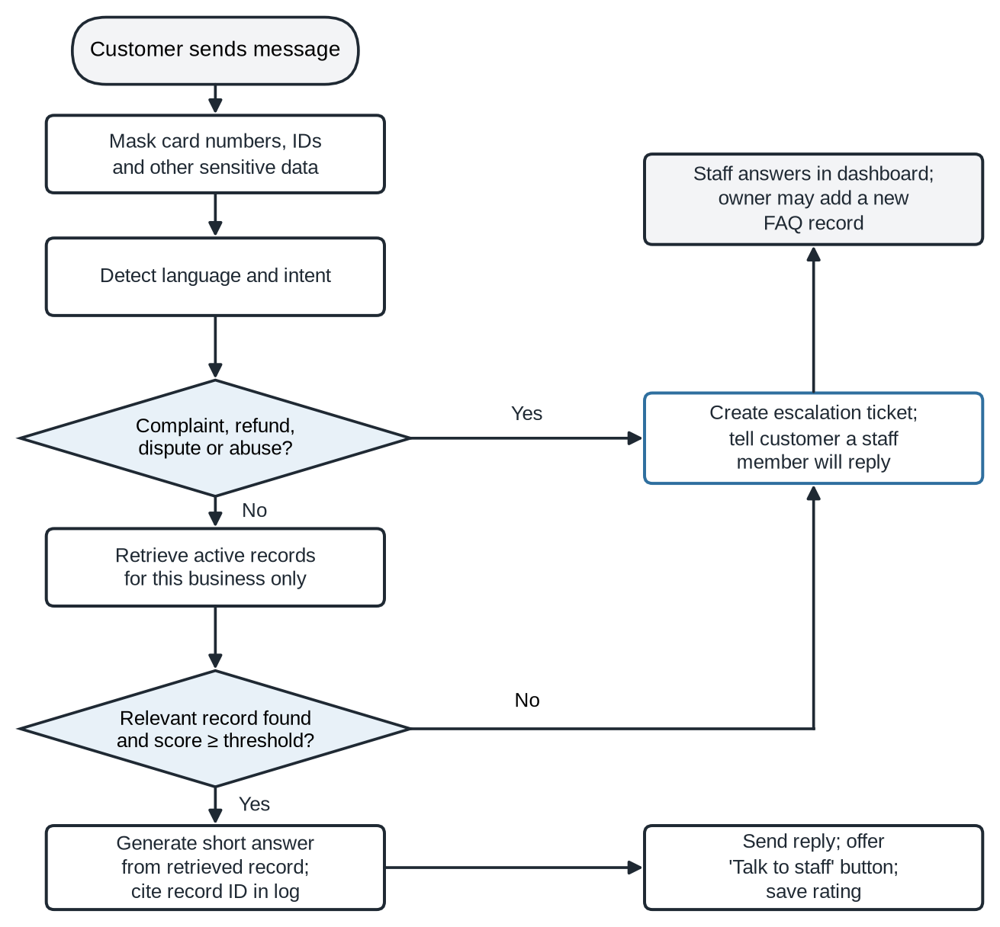 Customer sends message
Mask card numbers, IDs
and other sensitive data
Staff answers in dashboard;
owner may add a new
FAQ record
Detect language and intent
Complaint, refund,
dispute or abuse?
Yes
Create escalation ticket;
tell customer a staff
member will reply
No
Retrieve active records
for this business only
Relevant record found
and score ≥ threshold?
No
Yes
Generate short answer
from retrieved record;
cite record ID in log
Send reply; offer
'Talk to staff' button;
save rating